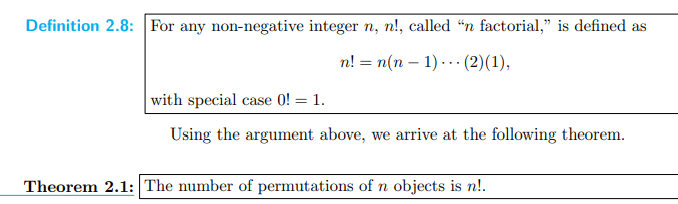 Definition 2.8: For any non-negative integer n, n!, called “n factorial,” is defined as
n! = n(n − 1) · · · (2)(1),
with special case 0! = 1.
Using the argument above, we arrive at the following theorem.
Theorem 2.1: The number of permutations of n objects is n!.